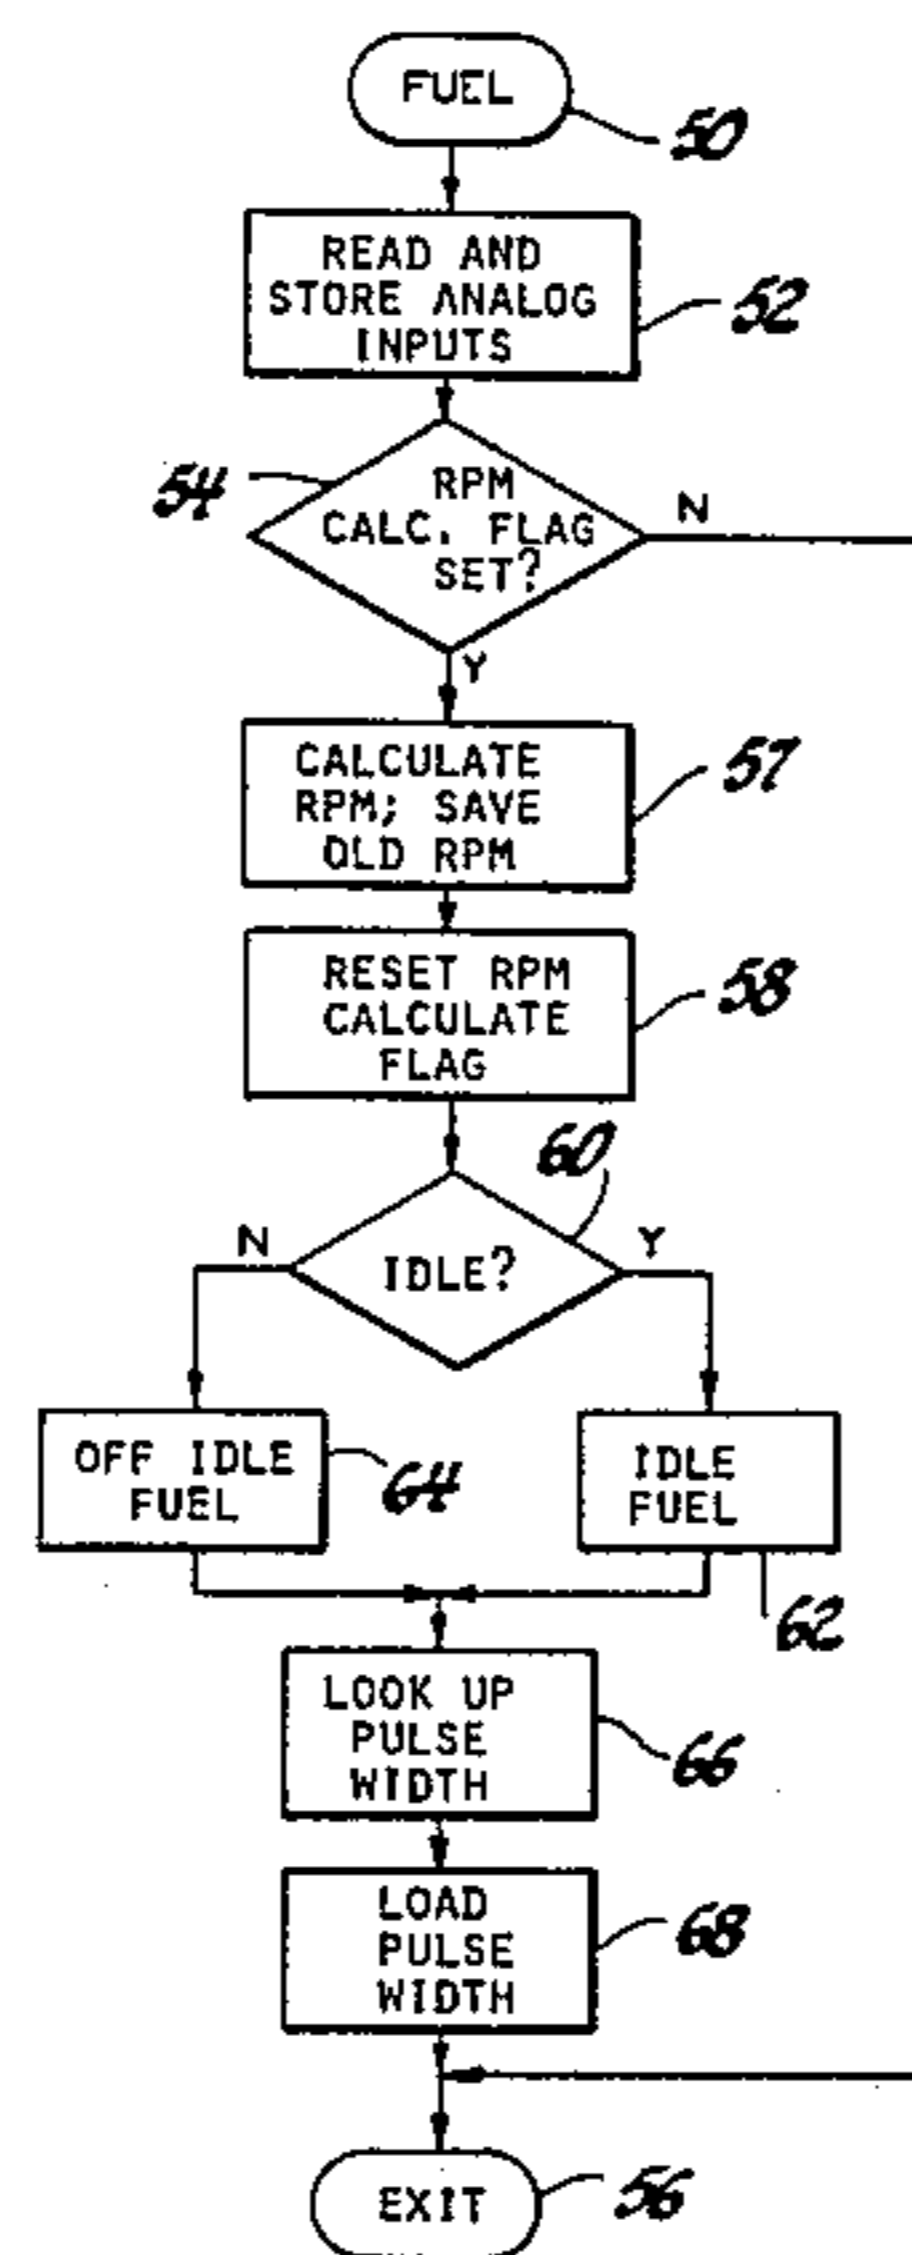 FUEL
50
READ AND
STORE ANALOG
INPUTS
52
54
RPM
CALC. FLAG
SET?
N
Y
CALCULATE
RPM; SAVE
OLD RPM
57
RESET RPM
CALCULATE
FLAG
58
60
N
IDLE?
Y
OFF IDLE
FUEL
64
IDLE
FUEL
62
LOOK UP
PULSE
WIDTH
66
LOAD
PULSE
WIDTH
68
EXIT
56